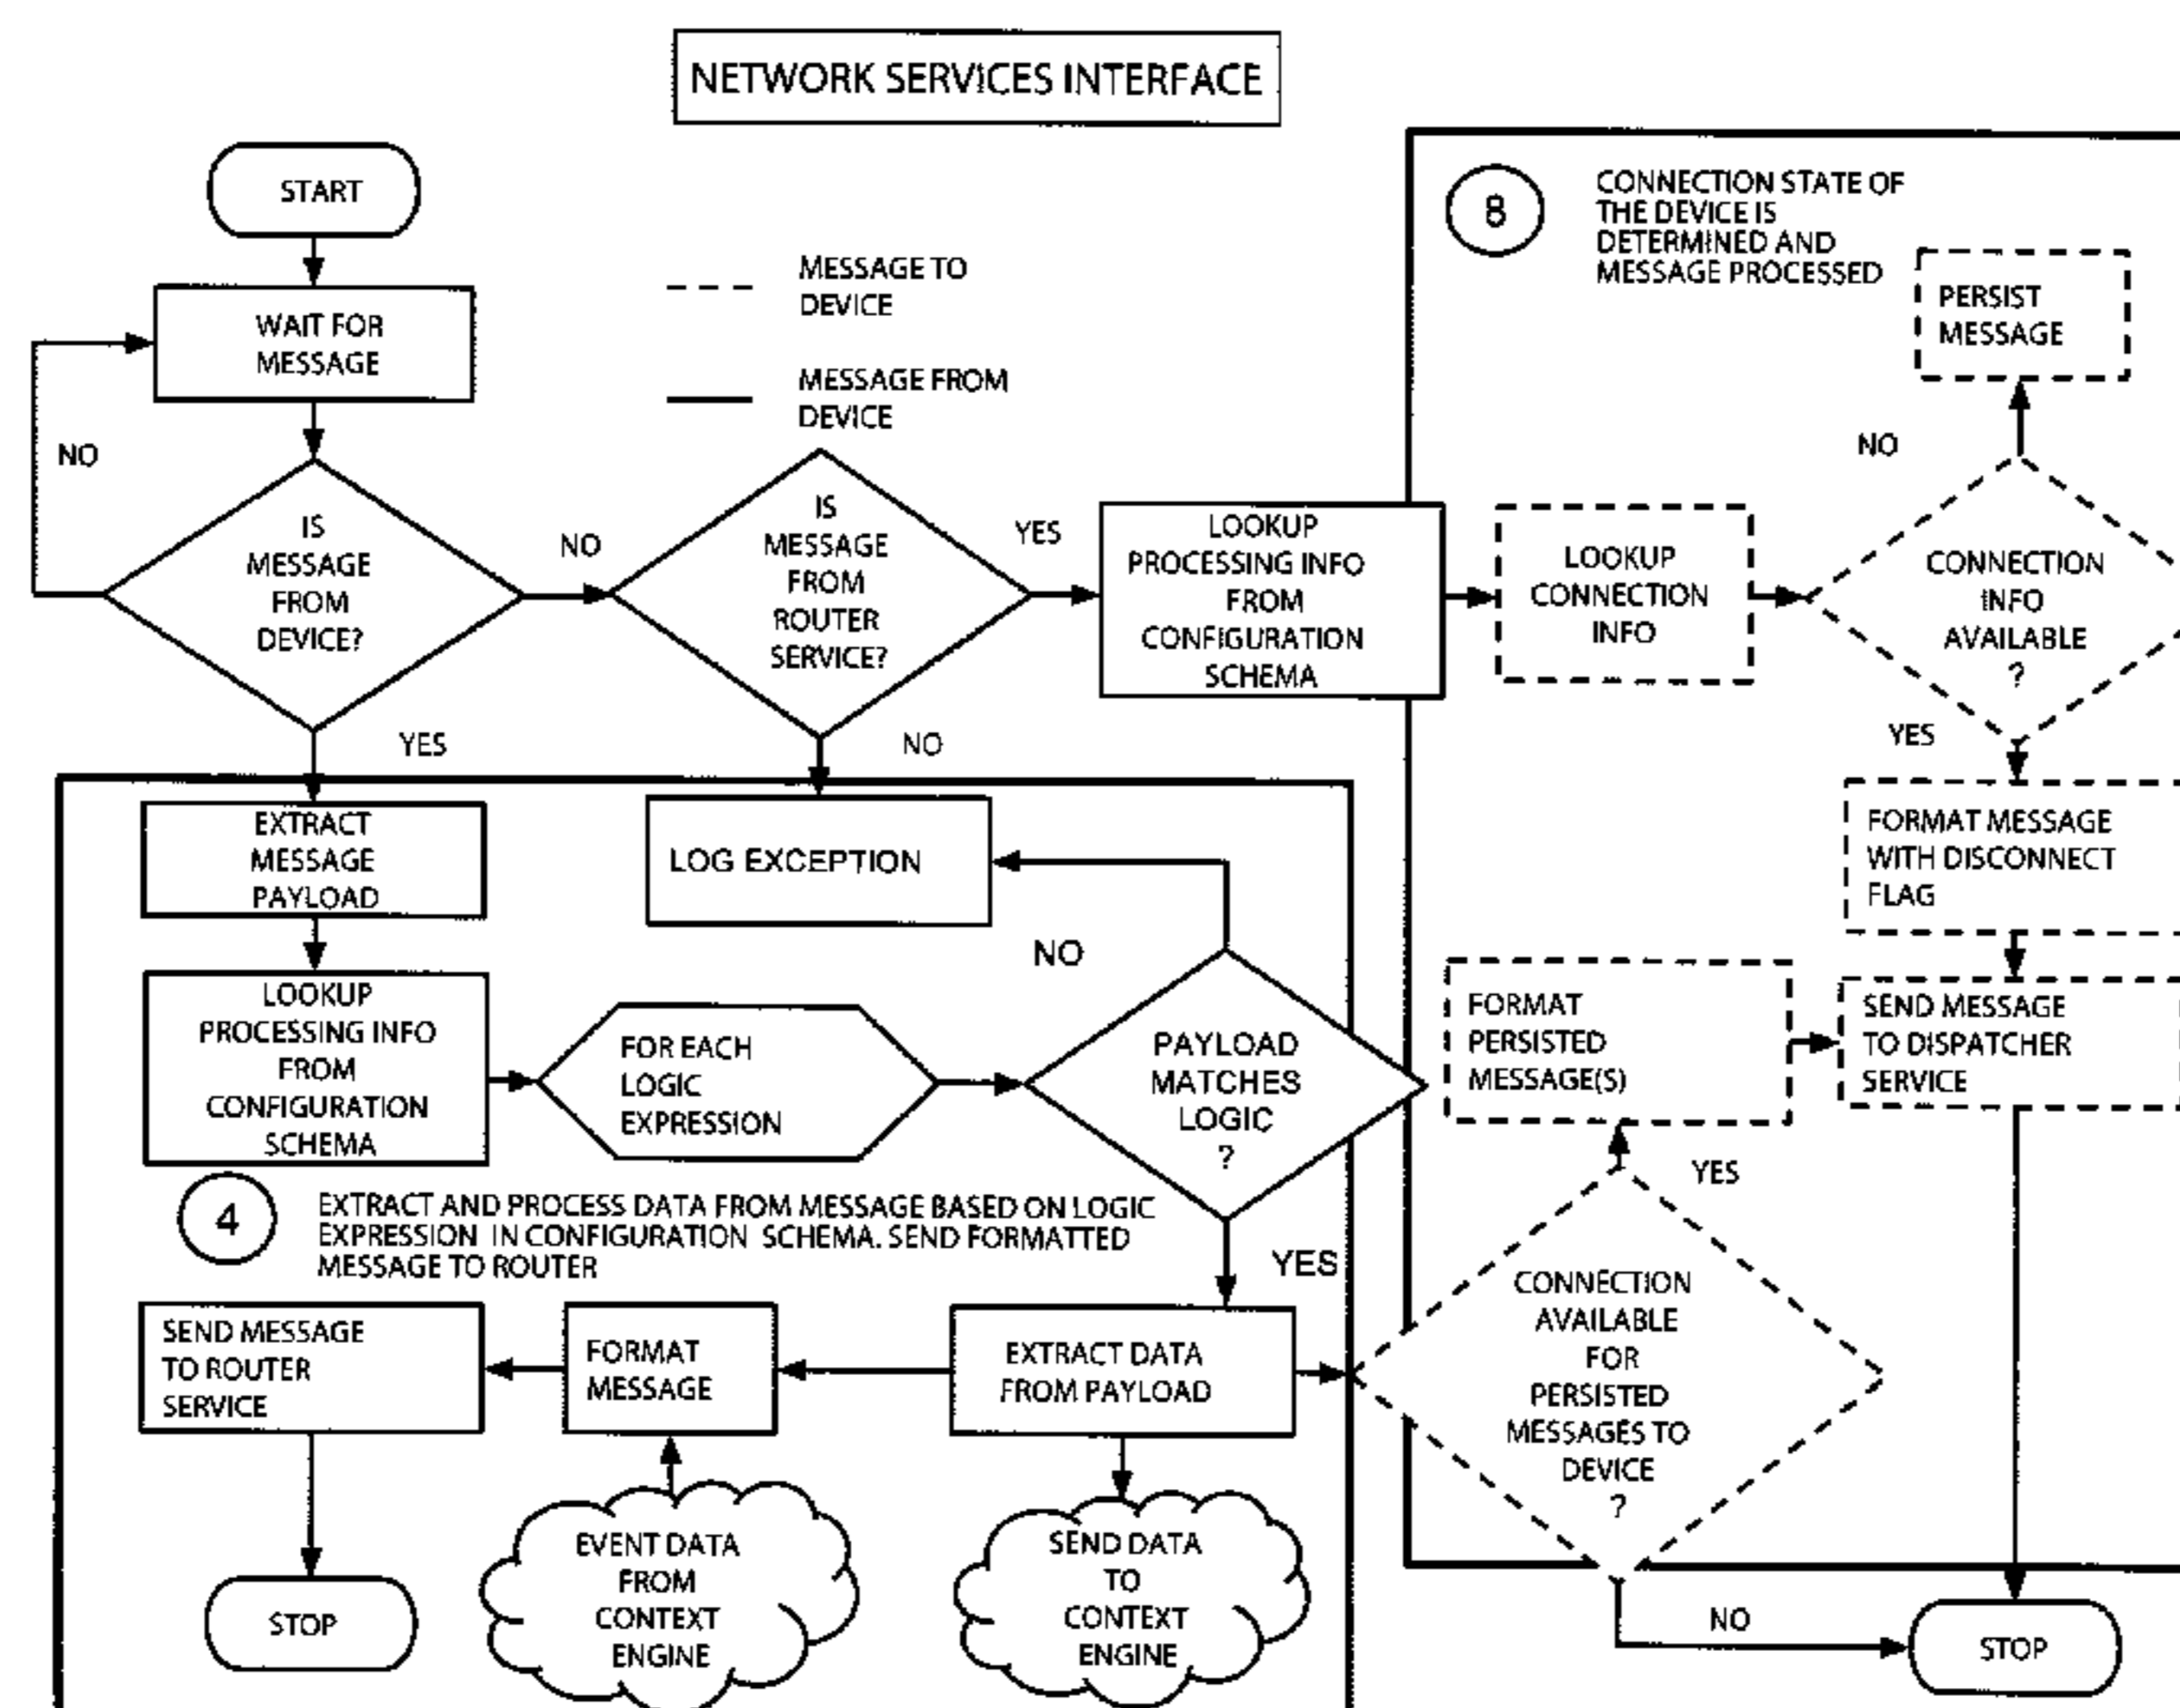 NETWORK SERVICES INTERFACE
START
WAIT FOR
MESSAGE
MESSAGE TO
DEVICE
MESSAGE FROM
DEVICE
8
CONNECTION STATE OF
THE DEVICE IS
DETERMINED AND
MESSAGE PROCESSED
PERSIST
MESSAGE
NO
NO
IS
MESSAGE
FROM
DEVICE?
NO
IS
MESSAGE
FROM
ROUTER
SERVICE?
YES
LOOKUP
PROCESSING INFO
FROM
CONFIGURATION
SCHEMA
LOOKUP
CONNECTION
INFO
CONNECTION
INFO
AVAILABLE
?
YES
NO
YES
EXTRACT
MESSAGE
PAYLOAD
LOG EXCEPTION
FORMAT MESSAGE
WITH DISCONNECT
FLAG
NO
LOOKUP
PROCESSING INFO
FROM
CONFIGURATION
SCHEMA
FOR EACH
LOGIC
EXPRESSION
PAYLOAD
MATCHES
LOGIC
?
FORMAT
PERSISTED
MESSAGE(S)
SEND MESSAGE
TO DISPATCHER
SERVICE
YES
4
EXTRACT AND PROCESS DATA FROM MESSAGE BASED ON LOGIC
EXPRESSION IN CONFIGURATION SCHEMA. SEND FORMATTED
MESSAGE TO ROUTER
YES
SEND MESSAGE
TO ROUTER
SERVICE
FORMAT
MESSAGE
EXTRACT DATA
FROM PAYLOAD
CONNECTION
AVAILABLE
FOR
PERSISTED
MESSAGES TO
DEVICE
?
STOP
EVENT DATA
FROM
CONTEXT
ENGINE
SEND DATA
TO
CONTEXT
ENGINE
NO
STOP